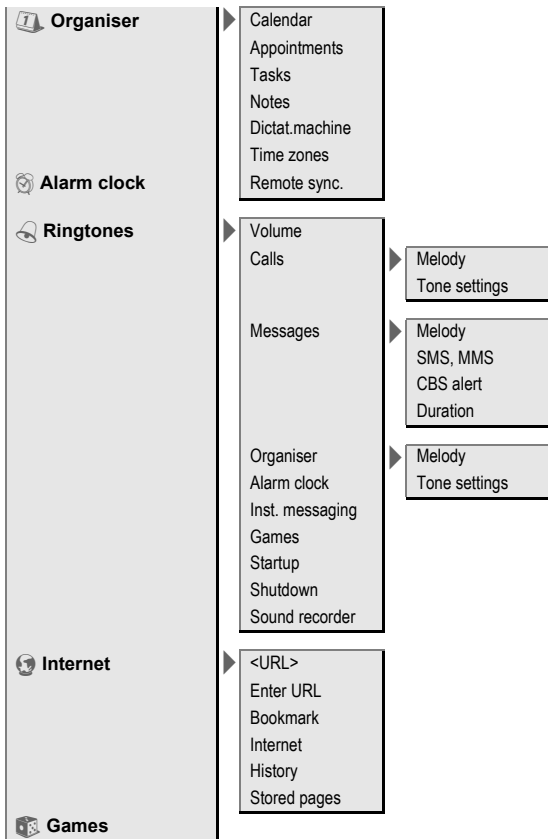 Organiser
Calendar
Appointments
Tasks
Notes
Dictat.machine
Time zones
Alarm clock
Remote sync.
Ringtones
Volume
Calls
Melody
Tone settings
Messages
Melody
SMS, MMS
CBS alert
Duration
Organiser
Melody
Alarm clock
Tone settings
Inst. messaging
Games
Startup
Shutdown
Sound recorder
Internet
<URL>
Enter URL
Bookmark
Internet
History
Stored pages
Games